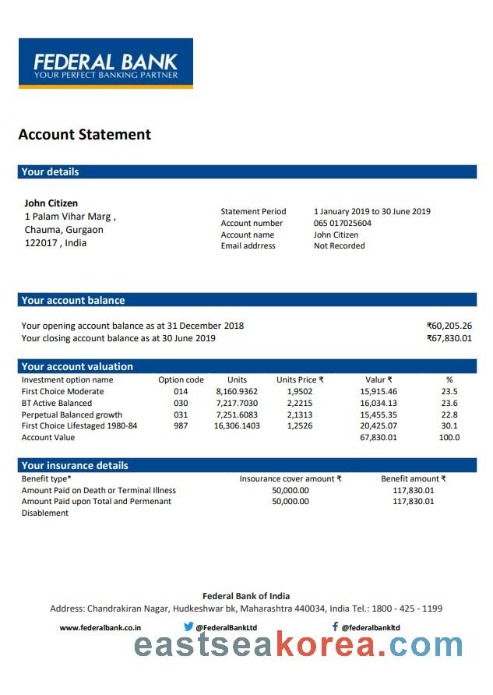 FEDERAL BANK
YOUR PERFECT BANKING PARTNER
Account Statement
Your details
John Citizen
1 Palam Vihar Marg ,
Chauma, Gurgaon
122017 , India
Statement Period 1 January 2019 to 30 June 2019
Account number 065 017025604
Account name John Citizen
Email addrress Not Recorded
Your account balance
Your opening account balance as at 31 December 2018 ₹60,205.26
Your closing account balance as at 30 June 2019 ₹67,830.01
Your account valuation
Investment option name Option code Units Units Price ₹ Valur ₹ %
First Choice Moderate 014 8,160.9362 1,9502 15,915.46 23.5
BT Active Balanced 030 7,217.7030 2,2215 16,034.13 23.6
Perpetual Balanced growth 031 7,251.6083 2,1313 15,455.35 22.8
First Choice Lifestaged 1980-84 987 16,306.1403 1,2526 20,425.07 30.1
Account Value 67,830.01 100.0
Your insurance details
Benefit type* Insourance cover amount ₹ Benefit amount ₹
Amount Paid on Death or Terminal Illness 50,000.00 117,830.01
Amount Paid upon Total and Permenant 50,000.00 117,830.01
Disablement
Federal Bank of India
Address: Chandrakiran Nagar, Hudkeshwar bk, Maharashtra 440034, India Tel.: 1800 - 425 - 1199
www.federalbank.co.in @FederalBankLtd @federalbankltd
eastseakorea.com